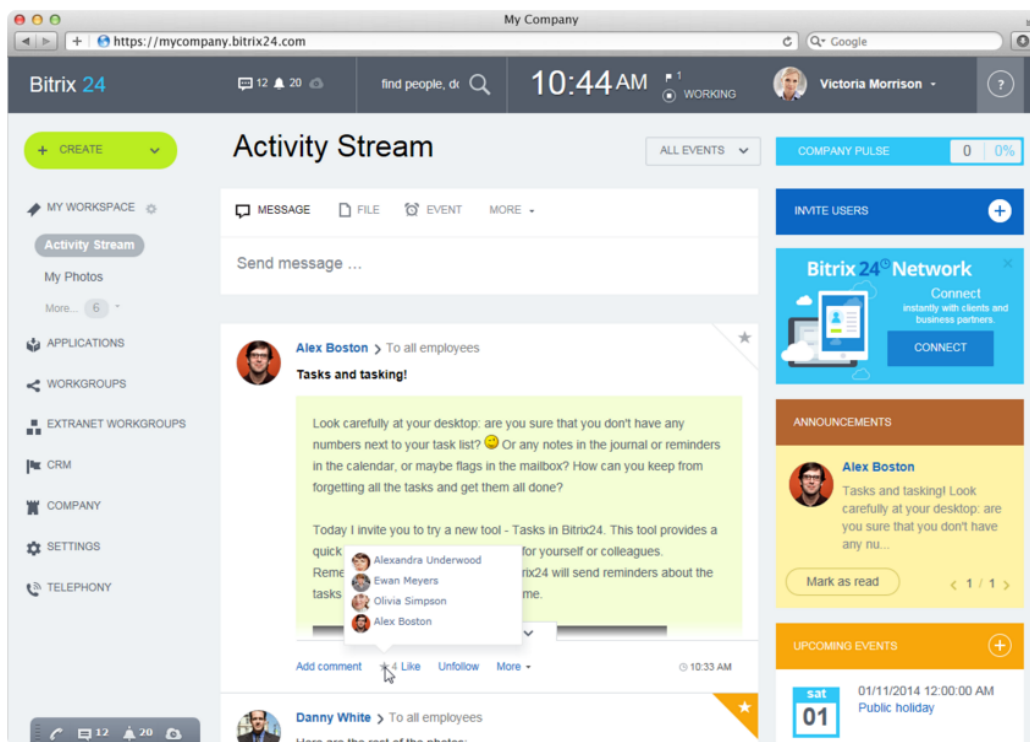 My Company
https://mycompany.bitrix24.com
Google
Bitrix 24
12 20
find people, dc
10:44 AM
1
WORKING
Victoria Morrison
?
+ CREATE
MY WORKSPACE
Activity Stream
My Photos
More... 6
APPLICATIONS
WORKGROUPS
EXTRANET WORKGROUPS
CRM
COMPANY
SETTINGS
TELEPHONY
12 20
Activity Stream
ALL EVENTS
MESSAGE FILE EVENT MORE
Send message ...
Alex Boston > To all employees
Tasks and tasking!
Look carefully at your desktop: are you sure that you don't have any
numbers next to your task list? Or any notes in the journal or reminders
in the calendar, or maybe flags in the mailbox? How can you keep from
forgetting all the tasks and get them all done?
Today I invite you to try a new tool - Tasks in Bitrix24. This tool provides a
quick for yourself or colleagues.
Reme rix24 will send reminders about the
tasks me.
Alexandra Underwood
Ewan Meyers
Olivia Simpson
Alex Boston
Add comment 4 Like Unfollow More 10:33 AM
Danny White > To all employees
Here are the rest of the photos:
COMPANY PULSE 0 0%
INVITE USERS +
Bitrix 24 Network
Connect
instantly with clients and
business partners.
CONNECT
ANNOUNCEMENTS
Alex Boston
Tasks and tasking! Look
carefully at your desktop: are
you sure that you don't have
any nu...
Mark as read < 1 / 1 >
UPCOMING EVENTS +
sat
01
01/11/2014 12:00:00 AM
Public holiday